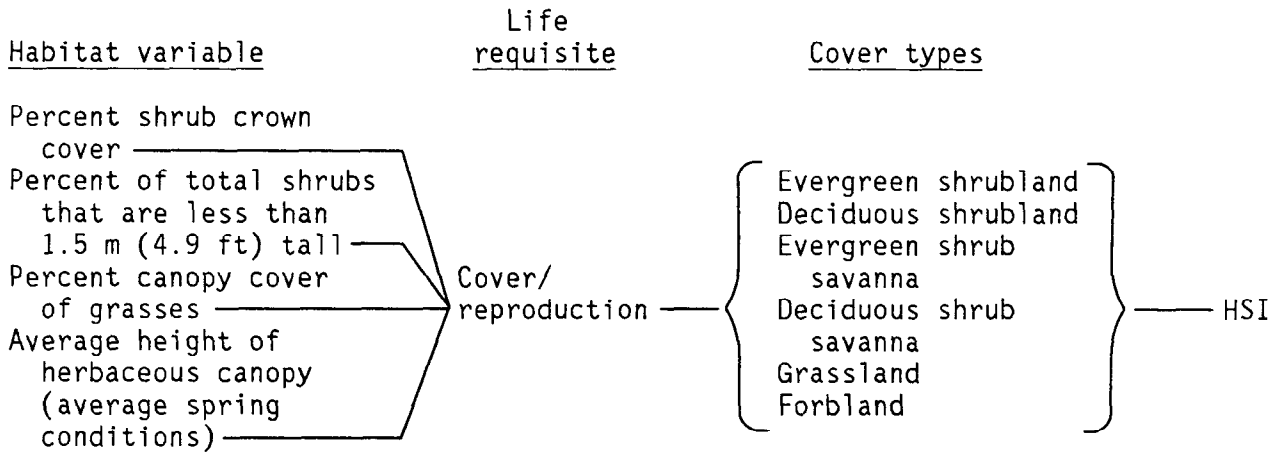 Life
Habitat variable requisite Cover types
Percent shrub crown
cover
Percent of total shrubs
that are less than
1.5 m (4.9 ft) tall
Percent canopy cover
of grasses
Average height of
herbaceous canopy
(average spring
conditions)
Cover/
reproduction
Evergreen shrubland
Deciduous shrubland
Evergreen shrub
savanna
Deciduous shrub
savanna
Grassland
Forbland
HSI